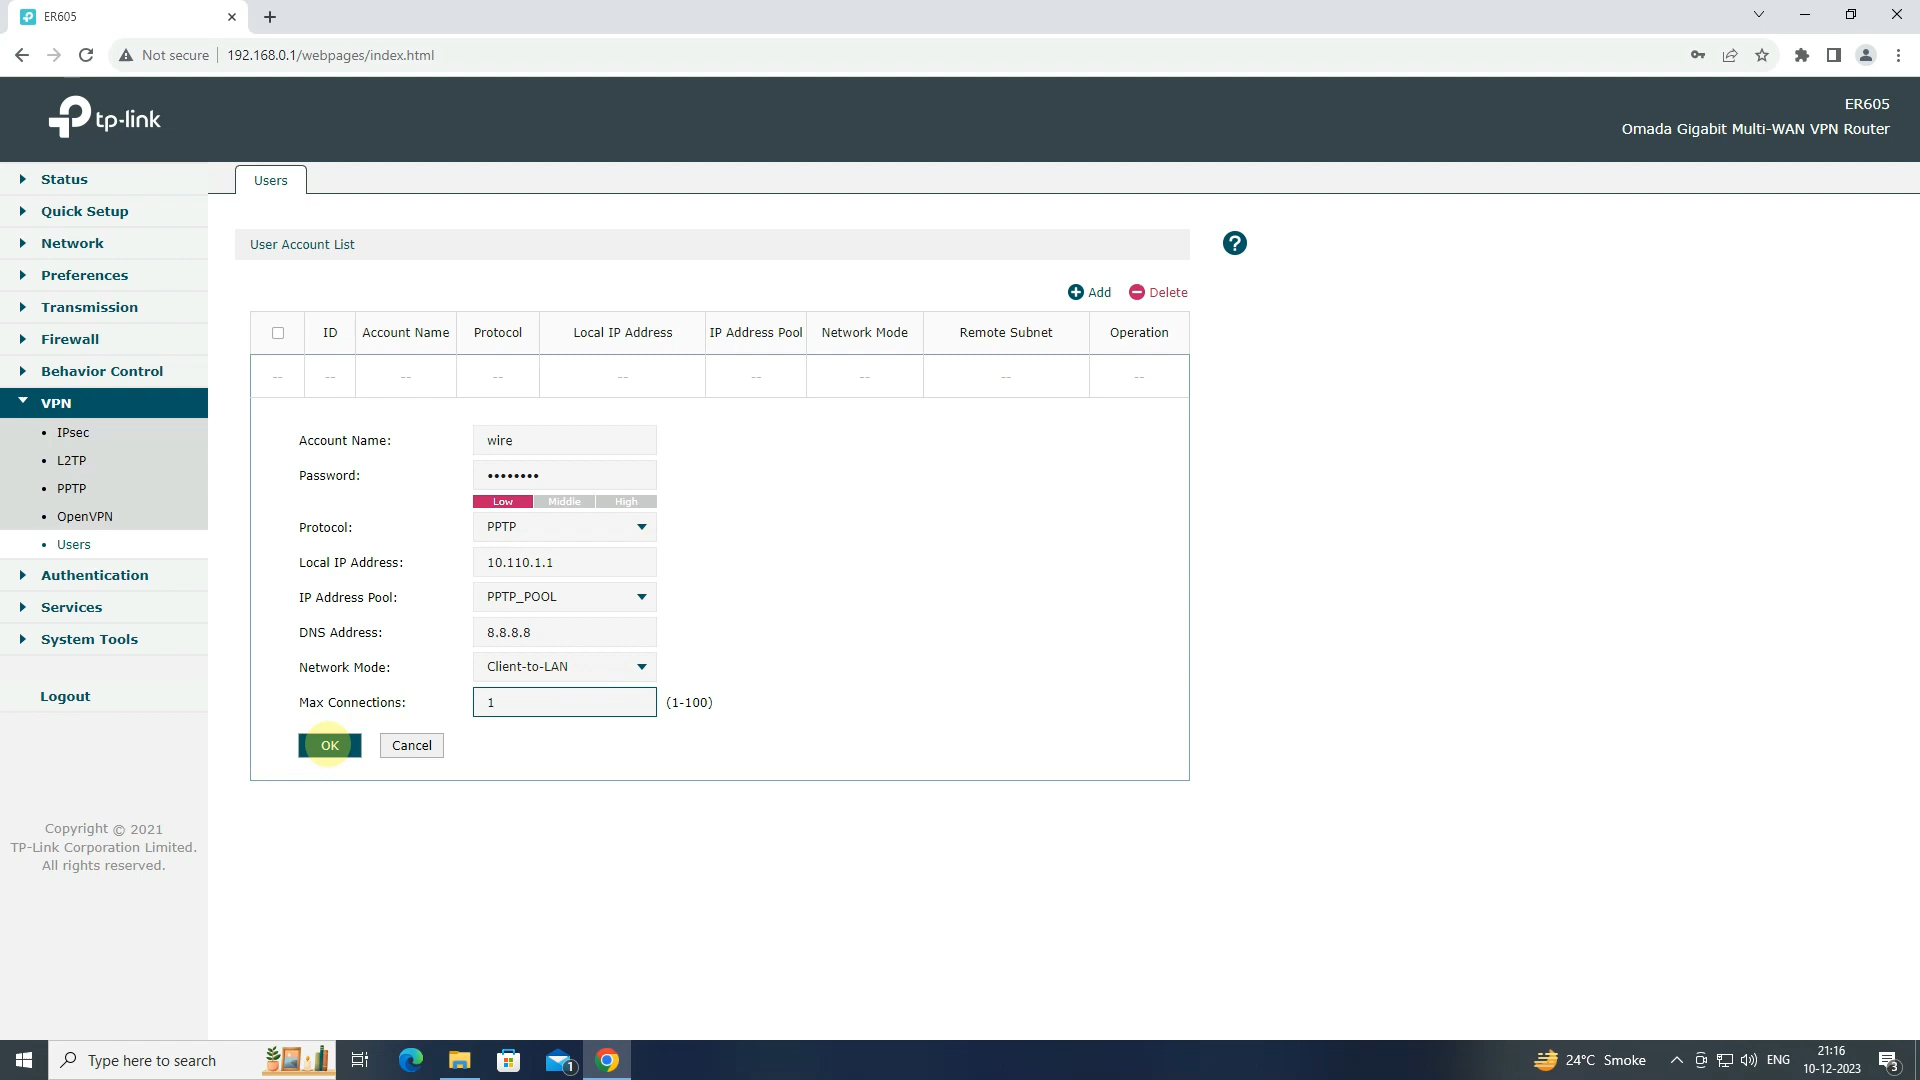 ER605
Not secure
192.168.0.1/webpages/index.html
tp-link
ER605
Omada Gigabit Multi-WAN VPN Router
Status
Quick Setup
Network
Preferences
Transmission
Firewall
Behavior Control
VPN
IPsec
L2TP
PPTP
OpenVPN
Users
Authentication
Services
System Tools
Logout
Copyright © 2021
TP-Link Corporation Limited.
All rights reserved.
Users
User Account List
?
Add Delete
ID Account Name Protocol Local IP Address IP Address Pool Network Mode Remote Subnet Operation
-- -- -- -- -- -- -- -- --
Account Name: wire
Password: ••••••••
Low Middle High
Protocol: PPTP
Local IP Address: 10.110.1.1
IP Address Pool: PPTP_POOL
DNS Address: 8.8.8.8
Network Mode: Client-to-LAN
Max Connections: 1 (1-100)
OK Cancel
Type here to search
1
24°C Smoke
ENG
21:16
10-12-2023
3